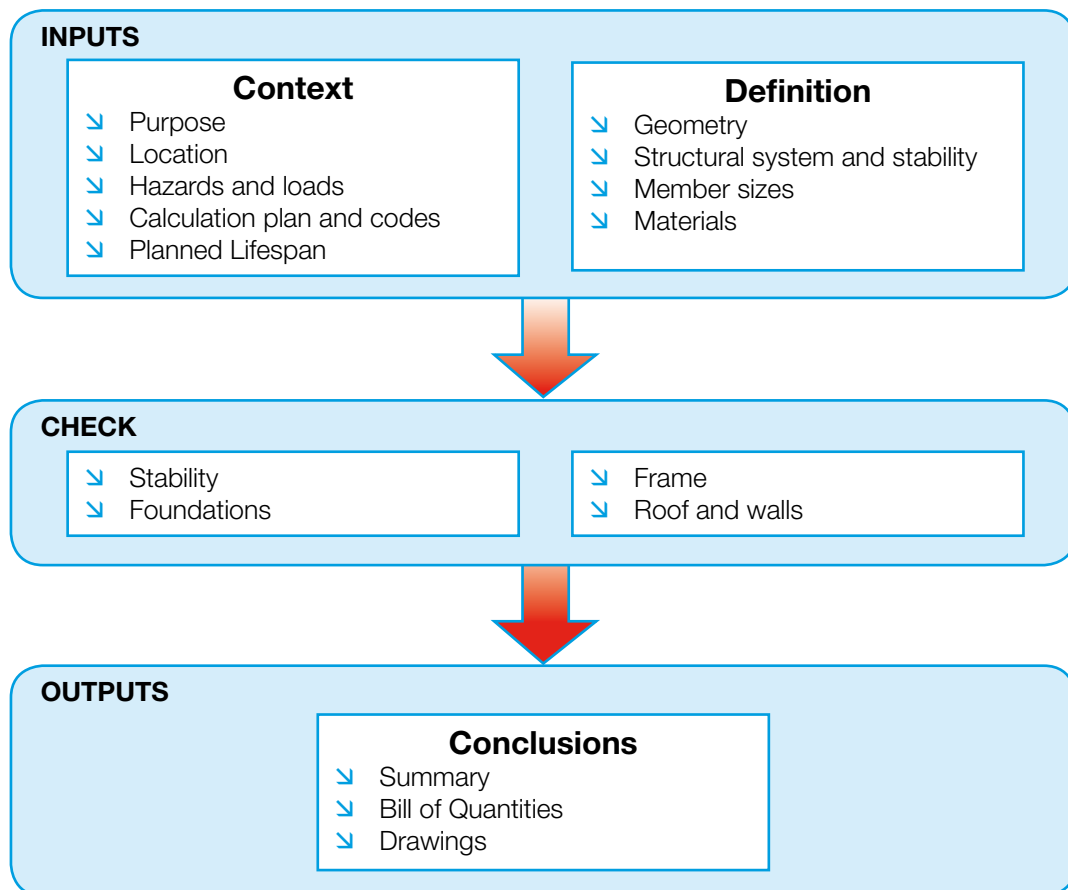 INPUTS
Context
Purpose
Location
Hazards and loads
Calculation plan and codes
Planned Lifespan
Definition
Geometry
Structural system and stability
Member sizes
Materials
CHECK
Stability
Foundations
Frame
Roof and walls
OUTPUTS
Conclusions
Summary
Bill of Quantities
Drawings